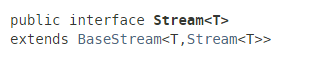 public interface Stream<T>
extends BaseStream<T,Stream<T>>